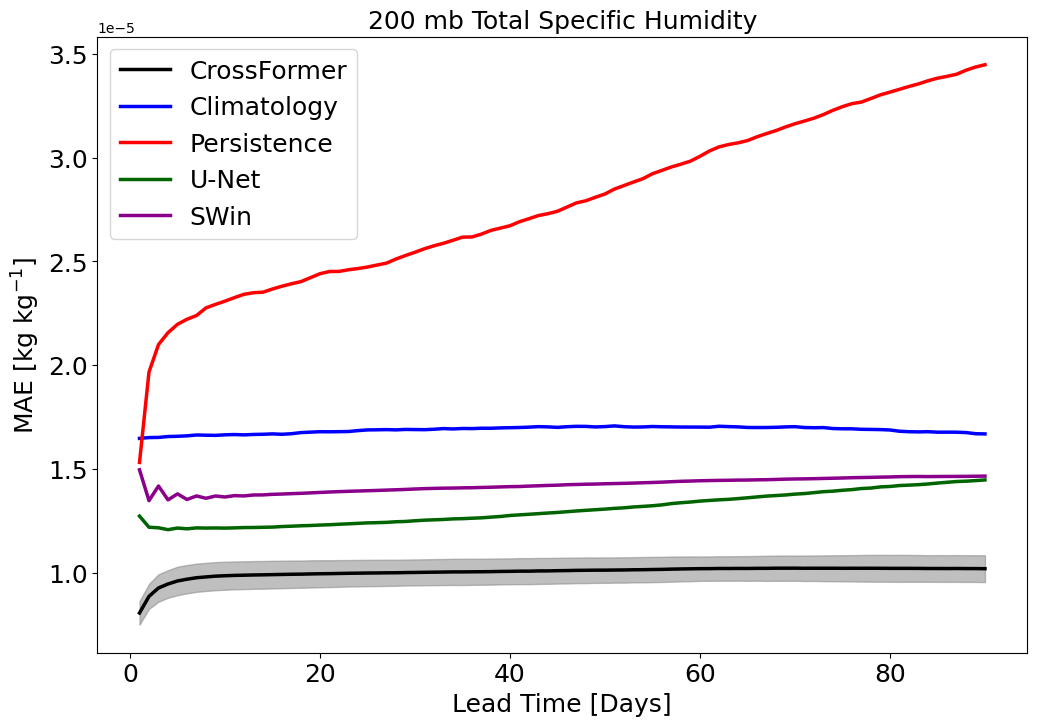 200 mb Total Specific Humidity
1e−5
3.5
3.0
2.5
2.0
1.5
1.0
MAE [kg kg⁻¹]
CrossFormer
Climatology
Persistence
U-Net
SWin
0 20 40 60 80
Lead Time [Days]